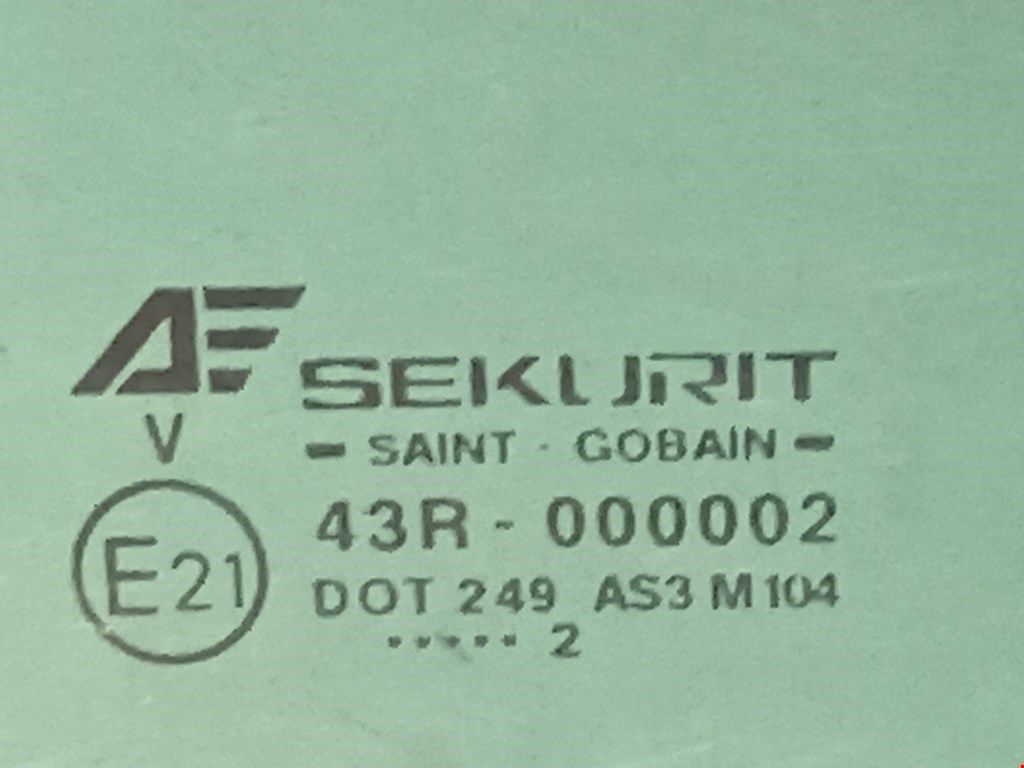 AF
SEKURIT
V
- SAINT - GOBAIN -
E21
43R - 000002
DOT 249 AS3 M104
..... 2